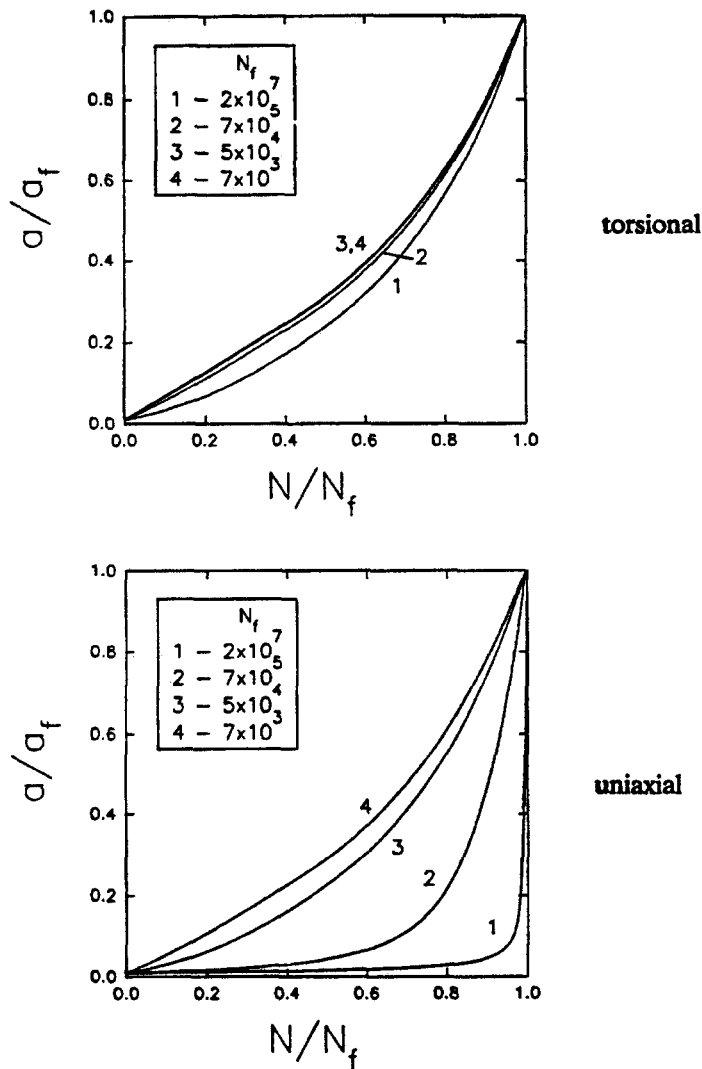 1.0
0.8
0.6
0.4
0.2
0.0
a/a_f
N_f
1 – 2x10^7
2 – 7x10^5
3 – 5x10^4
4 – 7x10^3
3,4
2
1
0.0 0.2 0.4 0.6 0.8 1.0
N/N_f
torsional
1.0
0.8
0.6
0.4
0.2
0.0
a/a_f
N_f
1 – 2x10^7
2 – 7x10^5
3 – 5x10^4
4 – 7x10^3
4
3
2
1
0.0 0.2 0.4 0.6 0.8 1.0
N/N_f
uniaxial